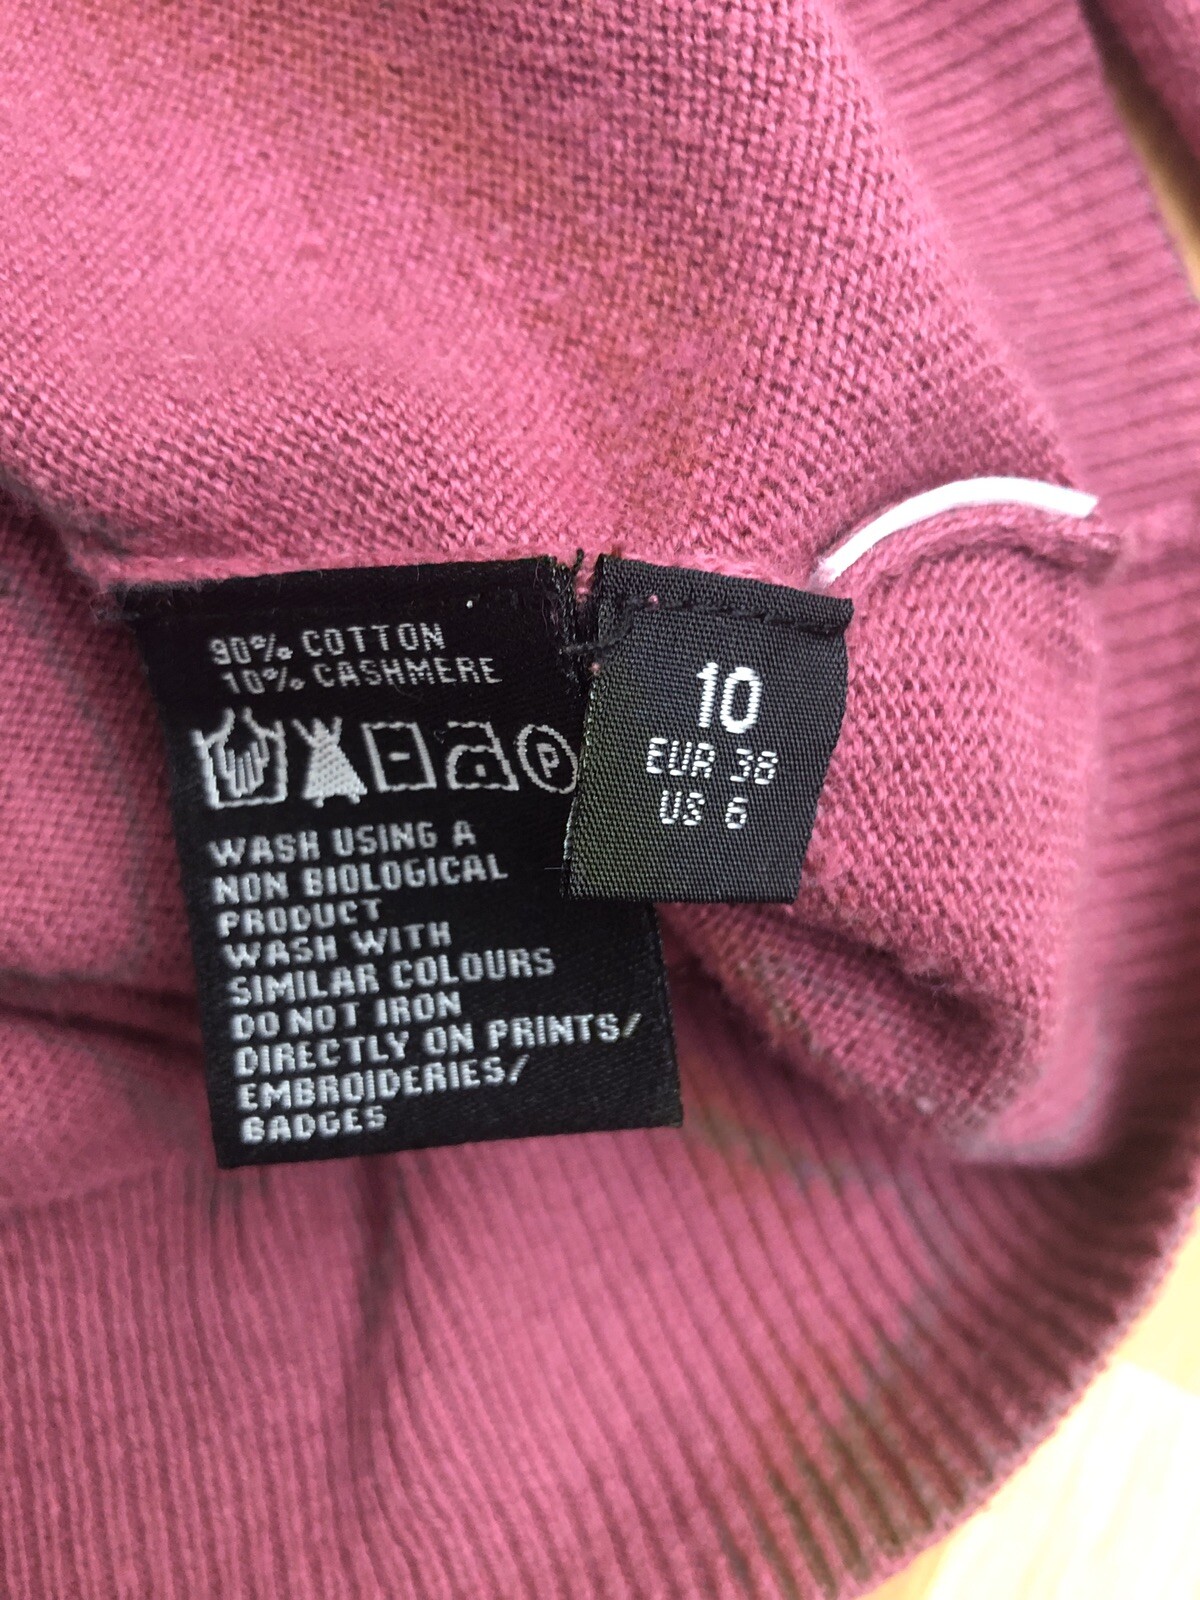 90% COTTON
10% CASHMERE
P
WASH USING A
NON BIOLOGICAL
PRODUCT
WASH WITH
SIMILAR COLOURS
DO NOT IRON
DIRECTLY ON PRINTS/
EMBROIDERIES/
BADGES
10
EUR 38
US 6